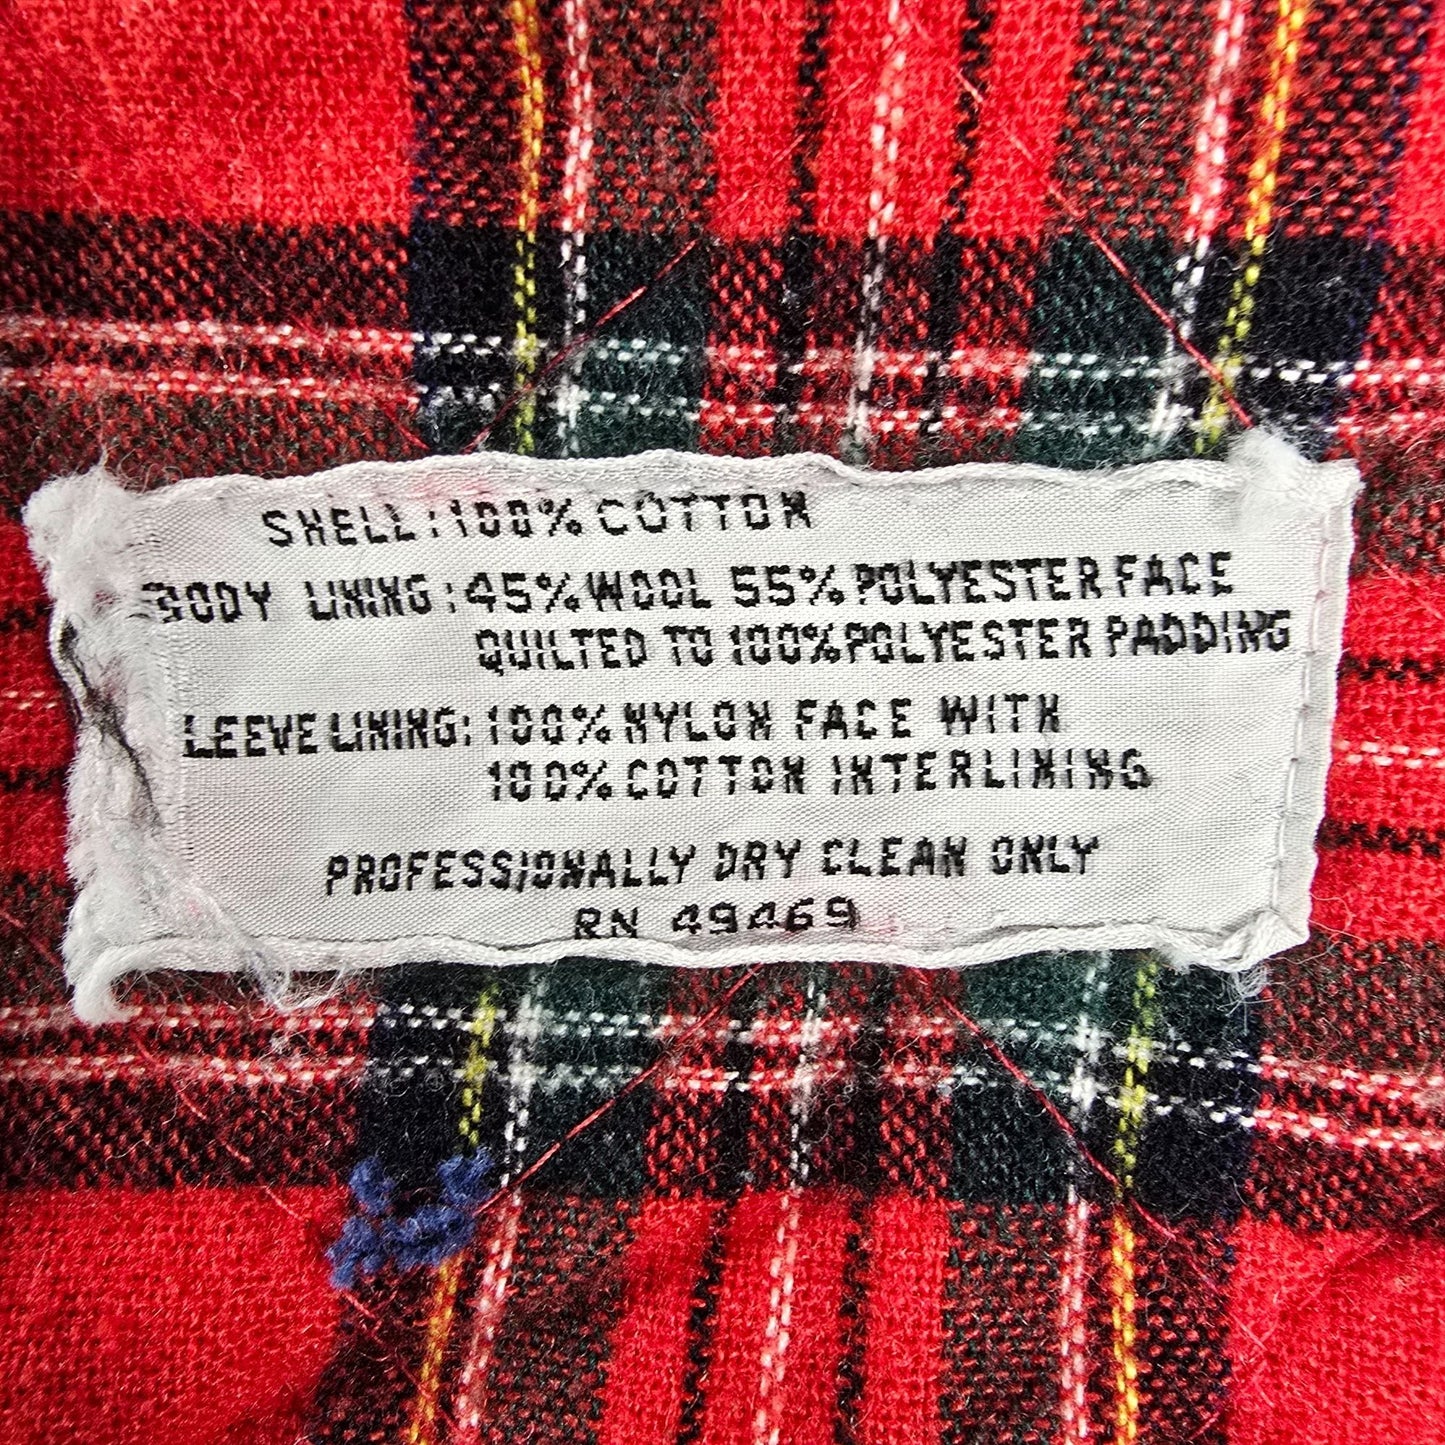 SHELL:100% COTTON
BODY LINING:45% WOOL 55% POLYESTER FACE
QUILTED TO 100% POLYESTER PADDING
LEEVE LINING:100% NYLON FACE WITH
100% COTTON INTERLINING
PROFESSIONALLY DRY CLEAN ONLY
RN 49469